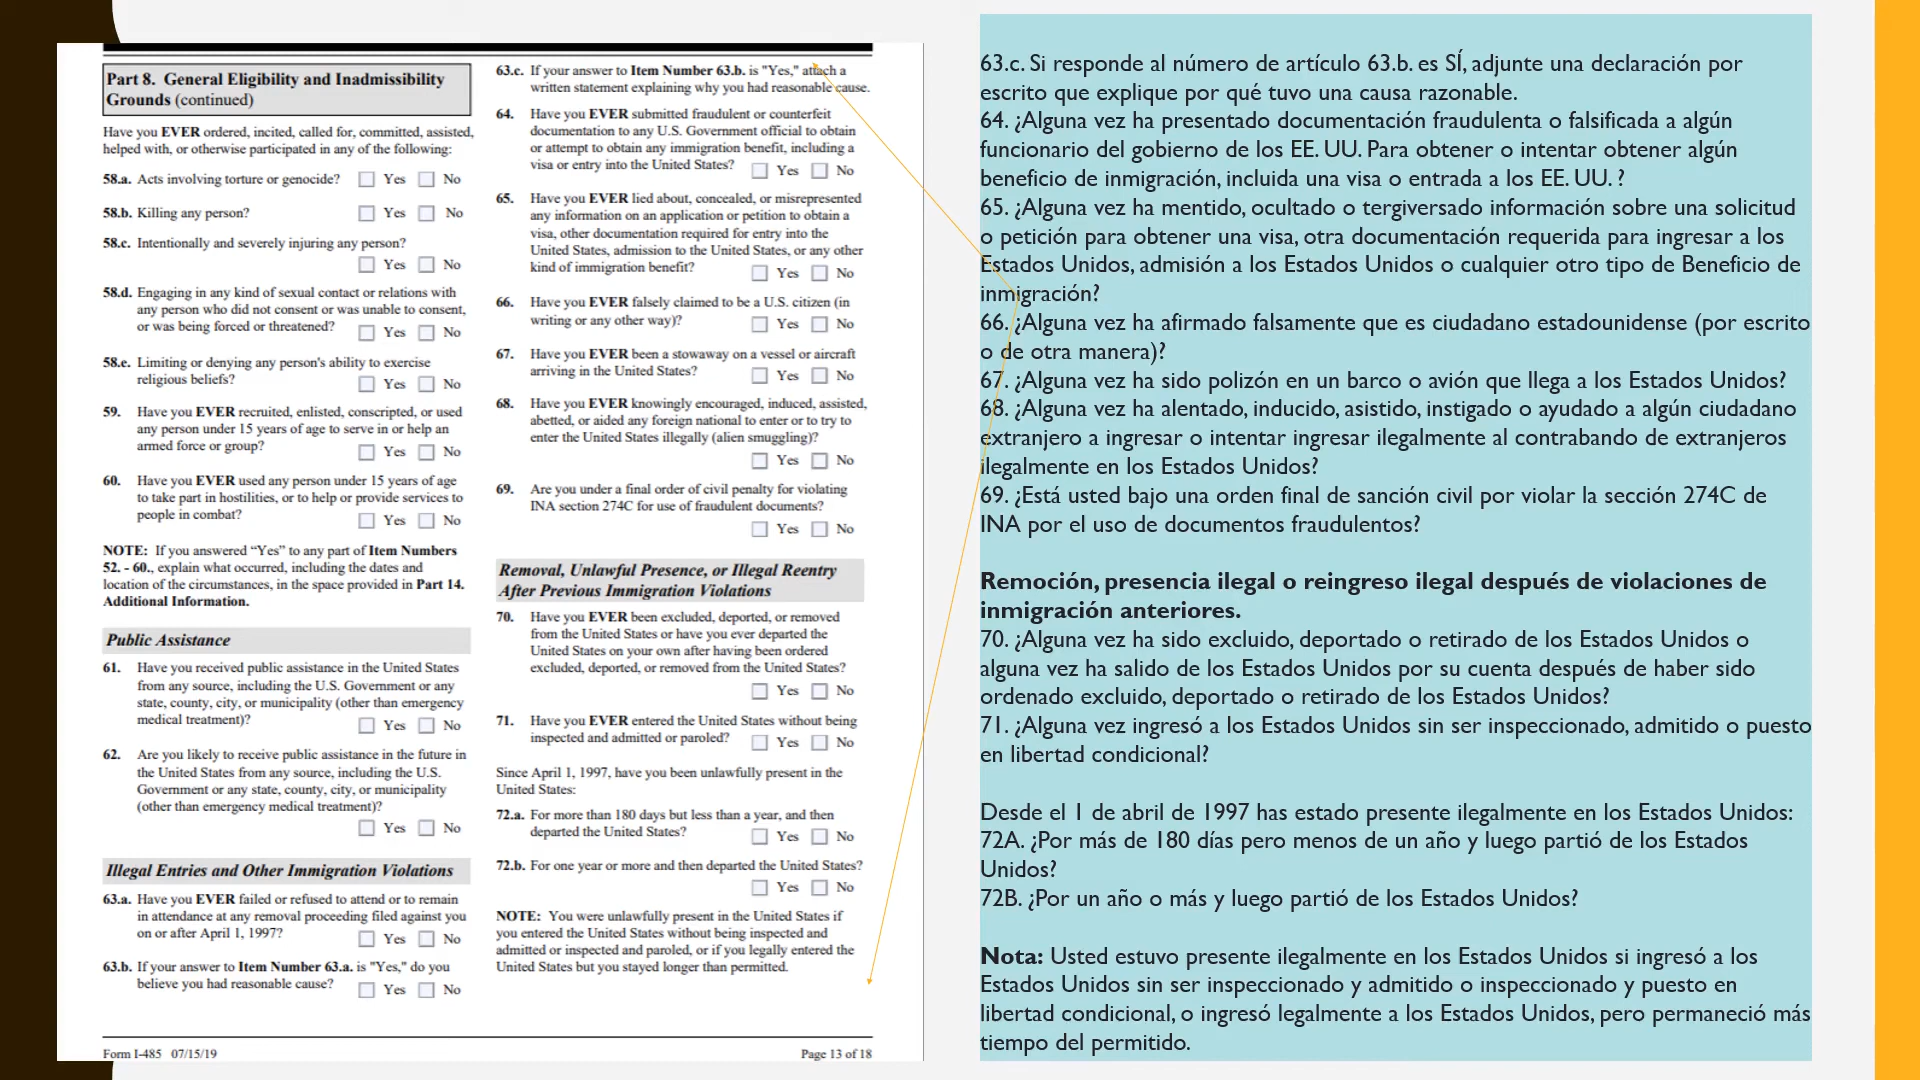 Part 8. General Eligibility and Inadmissibility
Grounds (continued)
Have you EVER ordered, incited, called for, committed, assisted,
helped with, or otherwise participated in any of the following:
58.a. Acts involving torture or genocide? Yes No
58.b. Killing any person? Yes No
58.c. Intentionally and severely injuring any person?
Yes No
58.d. Engaging in any kind of sexual contact or relations with
any person who did not consent or was unable to consent,
or was being forced or threatened? Yes No
58.e. Limiting or denying any person's ability to exercise
religious beliefs? Yes No
59. Have you EVER recruited, enlisted, conscripted, or used
any person under 15 years of age to serve in or help an
armed force or group? Yes No
60. Have you EVER used any person under 15 years of age
to take part in hostilities, or to help or provide services to
people in combat? Yes No
NOTE: If you answered “Yes” to any part of Item Numbers
52. - 60., explain what occurred, including the dates and
location of the circumstances, in the space provided in Part 14.
Additional Information.
Public Assistance
61. Have you received public assistance in the United States
from any source, including the U.S. Government or any
state, county, city, or municipality (other than emergency
medical treatment)? Yes No
62. Are you likely to receive public assistance in the future in
the United States from any source, including the U.S.
Government or any state, county, city, or municipality
(other than emergency medical treatment)?
Yes No
Illegal Entries and Other Immigration Violations
63.a. Have you EVER failed or refused to attend or to remain
in attendance at any removal proceeding filed against you
on or after April 1, 1997? Yes No
63.b. If your answer to Item Number 63.a. is "Yes," do you
believe you had reasonable cause? Yes No
63.c. If your answer to Item Number 63.b. is "Yes," attach a
written statement explaining why you had reasonable cause.
64. Have you EVER submitted fraudulent or counterfeit
documentation to any U.S. Government official to obtain
or attempt to obtain any immigration benefit, including a
visa or entry into the United States? Yes No
65. Have you EVER lied about, concealed, or misrepresented
any information on an application or petition to obtain a
visa, other documentation required for entry into the
United States, admission to the United States, or any other
kind of immigration benefit? Yes No
66. Have you EVER falsely claimed to be a U.S. citizen (in
writing or any other way)? Yes No
67. Have you EVER been a stowaway on a vessel or aircraft
arriving in the United States? Yes No
68. Have you EVER knowingly encouraged, induced, assisted,
abetted, or aided any foreign national to enter or to try to
enter the United States illegally (alien smuggling)?
Yes No
69. Are you under a final order of civil penalty for violating
INA section 274C for use of fraudulent documents?
Yes No
Removal, Unlawful Presence, or Illegal Reentry
After Previous Immigration Violations
70. Have you EVER been excluded, deported, or removed
from the United States or have you ever departed the
United States on your own after having been ordered
excluded, deported, or removed from the United States?
Yes No
71. Have you EVER entered the United States without being
inspected and admitted or paroled? Yes No
Since April 1, 1997, have you been unlawfully present in the
United States:
72.a. For more than 180 days but less than a year, and then
departed the United States? Yes No
72.b. For one year or more and then departed the United States?
Yes No
NOTE: You were unlawfully present in the United States if
you entered the United States without being inspected and
admitted or inspected and paroled, or if you legally entered the
United States but you stayed longer than permitted.
Form I-485 07/15/19
Page 13 of 18
63.c. Si responde al número de artículo 63.b. es SÍ, adjunte una declaración por
escrito que explique por qué tuvo una causa razonable.
64. ¿Alguna vez ha presentado documentación fraudulenta o falsificada a algún
funcionario del gobierno de los EE. UU. Para obtener o intentar obtener algún
beneficio de inmigración, incluida una visa o entrada a los EE. UU. ?
65. ¿Alguna vez ha mentido, ocultado o tergiversado información sobre una solicitud
o petición para obtener una visa, otra documentación requerida para ingresar a los
Estados Unidos, admisión a los Estados Unidos o cualquier otro tipo de Beneficio de
inmigración?
66. ¿Alguna vez ha afirmado falsamente que es ciudadano estadounidense (por escrito
o de otra manera)?
67. ¿Alguna vez ha sido polizón en un barco o avión que llega a los Estados Unidos?
68. ¿Alguna vez ha alentado, inducido, asistido, instigado o ayudado a algún ciudadano
extranjero a ingresar o intentar ingresar ilegalmente al contrabando de extranjeros
ilegalmente en los Estados Unidos?
69. ¿Está usted bajo una orden final de sanción civil por violar la sección 274C de
INA por el uso de documentos fraudulentos?
Remoción, presencia ilegal o reingreso ilegal después de violaciones de
inmigración anteriores.
70. ¿Alguna vez ha sido excluido, deportado o retirado de los Estados Unidos o
alguna vez ha salido de los Estados Unidos por su cuenta después de haber sido
ordenado excluido, deportado o retirado de los Estados Unidos?
71. ¿Alguna vez ingresó a los Estados Unidos sin ser inspeccionado, admitido o puesto
en libertad condicional?
Desde el 1 de abril de 1997 has estado presente ilegalmente en los Estados Unidos:
72A. ¿Por más de 180 días pero menos de un año y luego partió de los Estados
Unidos?
72B. ¿Por un año o más y luego partió de los Estados Unidos?
Nota: Usted estuvo presente ilegalmente en los Estados Unidos si ingresó a los
Estados Unidos sin ser inspeccionado y admitido o inspeccionado y puesto en
libertad condicional, o ingresó legalmente a los Estados Unidos, pero permaneció más
tiempo del permitido.